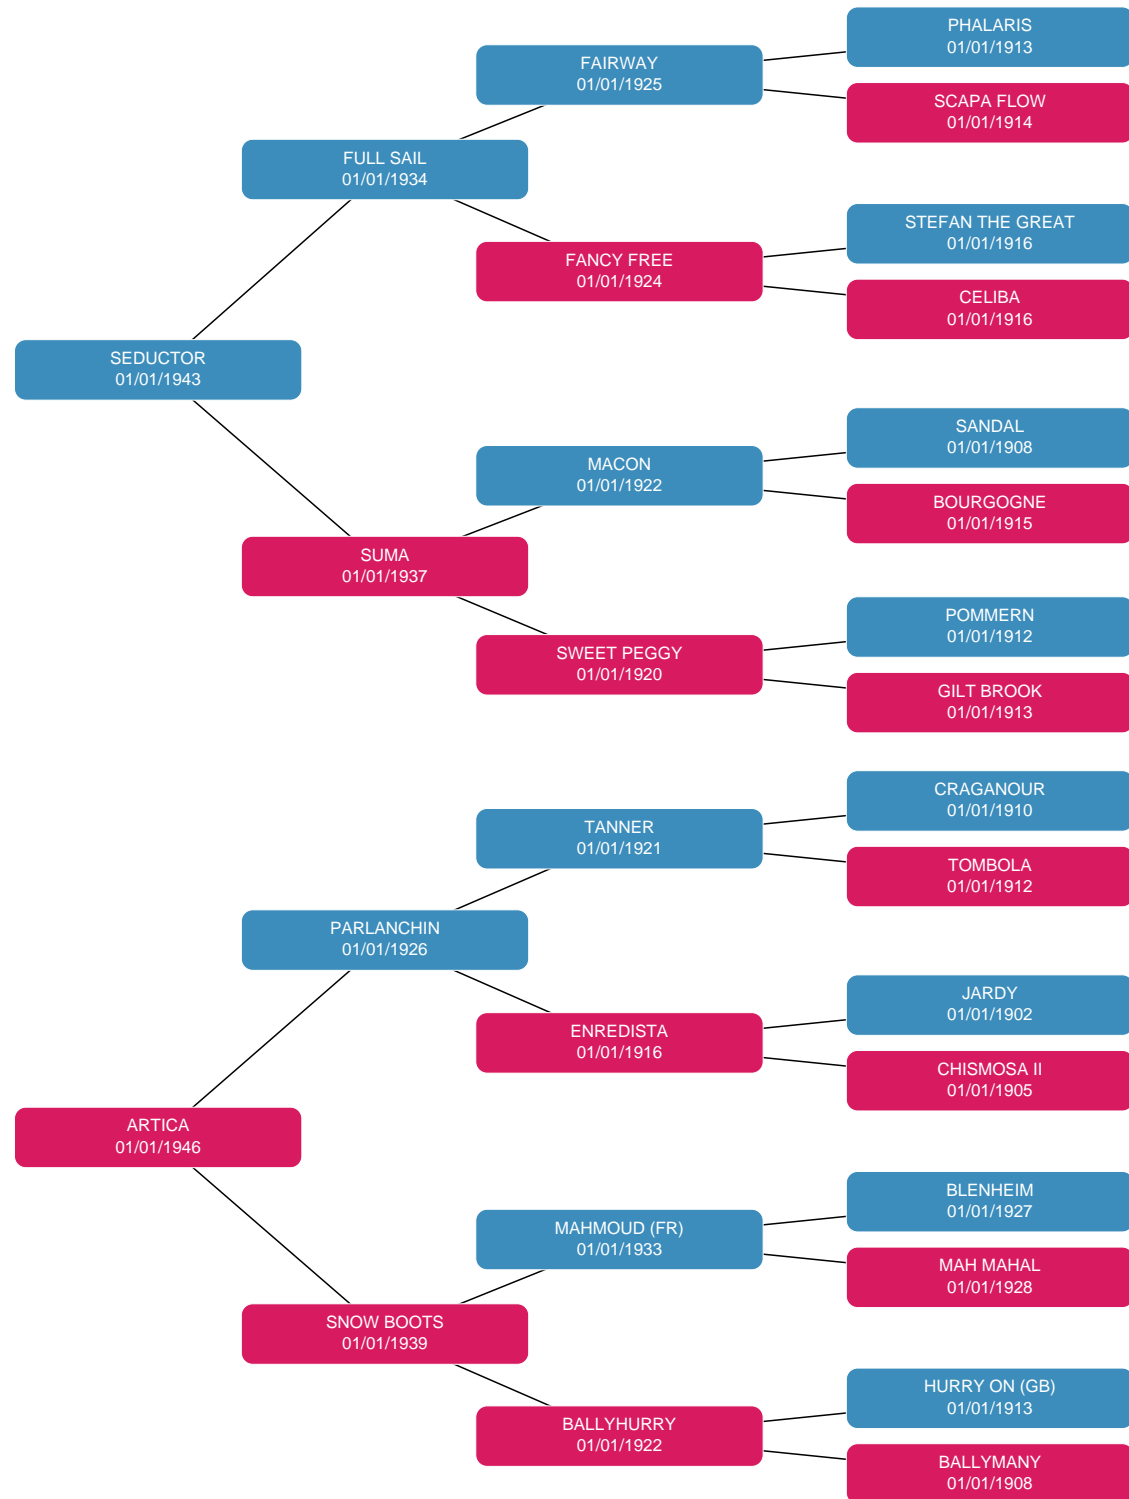 PHALARIS
01/01/1913
FAIRWAY
01/01/1925
SCAPA FLOW
01/01/1914
FULL SAIL
01/01/1934
STEFAN THE GREAT
01/01/1916
FANCY FREE
01/01/1924
CELIBA
01/01/1916
SEDUCTOR
01/01/1943
SANDAL
01/01/1908
MACON
01/01/1922
BOURGOGNE
01/01/1915
SUMA
01/01/1937
POMMERN
01/01/1912
SWEET PEGGY
01/01/1920
GILT BROOK
01/01/1913
CRAGANOUR
01/01/1910
TANNER
01/01/1921
TOMBOLA
01/01/1912
PARLANCHIN
01/01/1926
JARDY
01/01/1902
ENREDISTA
01/01/1916
CHISMOSA II
01/01/1905
ARTICA
01/01/1946
BLENHEIM
01/01/1927
MAHMOUD (FR)
01/01/1933
MAH MAHAL
01/01/1928
SNOW BOOTS
01/01/1939
HURRY ON (GB)
01/01/1913
BALLYHURRY
01/01/1922
BALLYMANY
01/01/1908